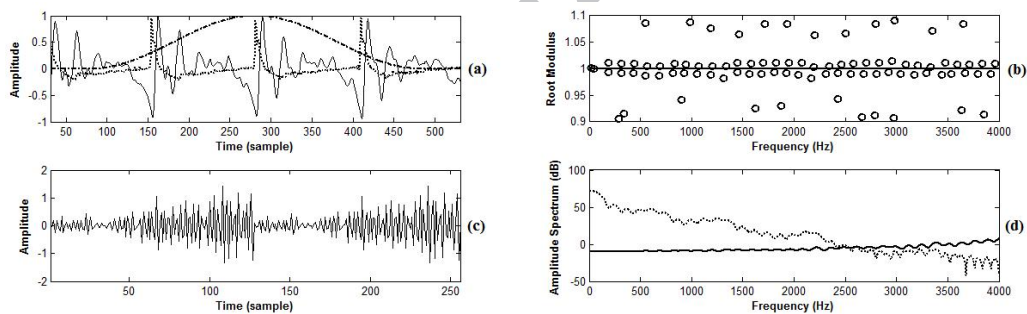 1
0.5
0
-0.5
-1
Amplitude
50 100 150 200 250 300 350 400 450 500
Time (sample)
(a)
1.1
1.05
1
0.95
0.9
Root Modulus
0 500 1000 1500 2000 2500 3000 3500 4000
Frequency (Hz)
(b)
2
1
0
-1
-2
Amplitude
50 100 150 200 250
Time (sample)
(c)
100
50
0
-50
Amplitude Spectrum (dB)
0 500 1000 1500 2000 2500 3000 3500 4000
Frequency (Hz)
(d)